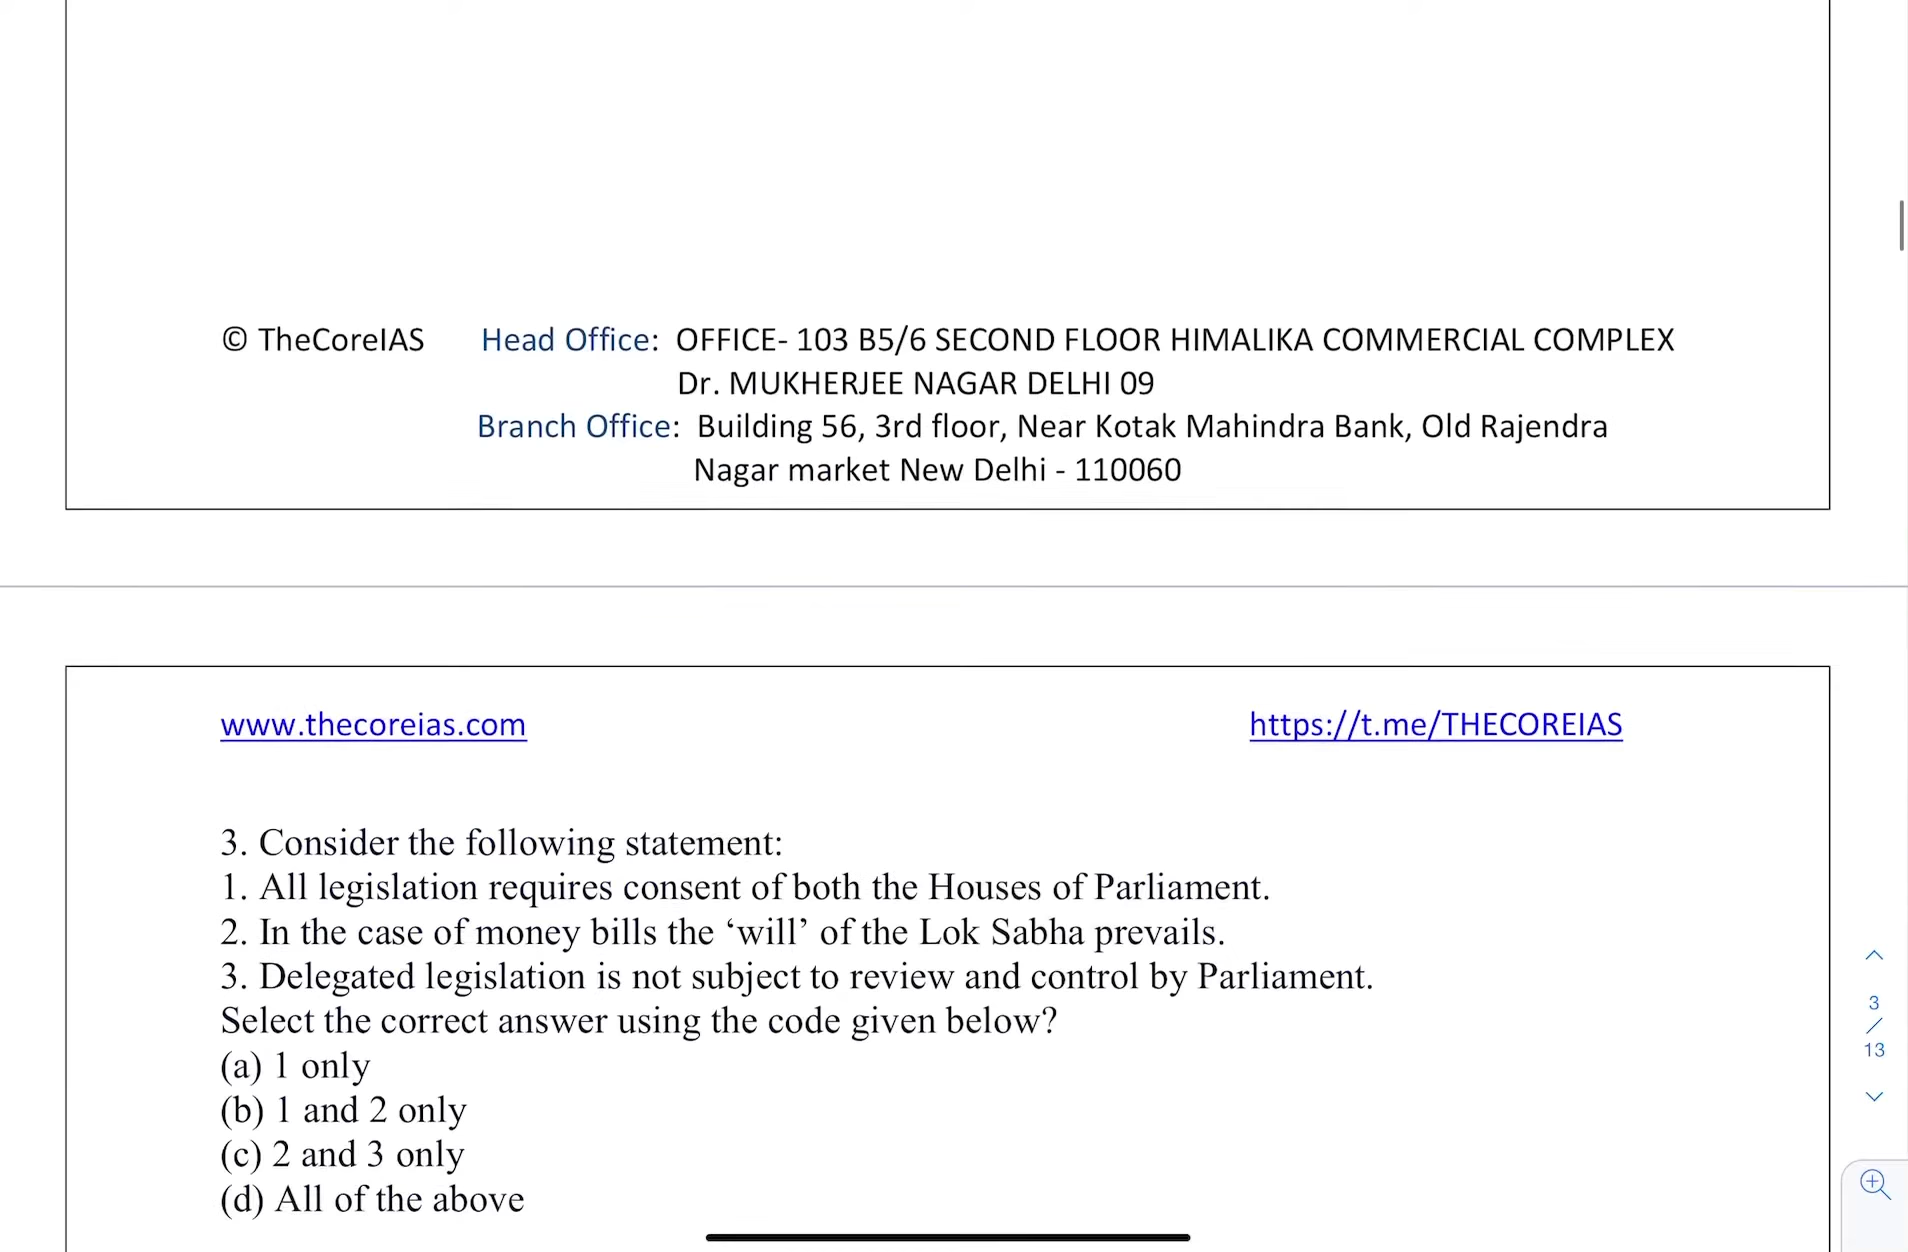 © TheCoreIAS Head Office: OFFICE- 103 B5/6 SECOND FLOOR HIMALIKA COMMERCIAL COMPLEX
Dr. MUKHERJEE NAGAR DELHI 09
Branch Office: Building 56, 3rd floor, Near Kotak Mahindra Bank, Old Rajendra
Nagar market New Delhi - 110060
www.thecoreias.com https://t.me/THECOREIAS
3. Consider the following statement:
1. All legislation requires consent of both the Houses of Parliament.
2. In the case of money bills the ‘will’ of the Lok Sabha prevails.
3. Delegated legislation is not subject to review and control by Parliament.
Select the correct answer using the code given below?
(a) 1 only
(b) 1 and 2 only
(c) 2 and 3 only
(d) All of the above
3
/
13